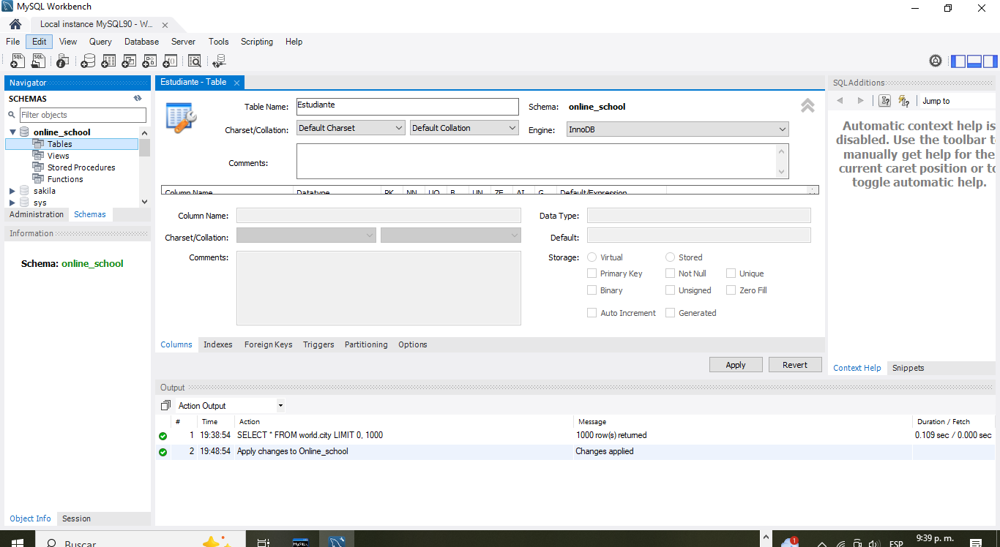 MySQL Workbench
Local instance MySQL90 - W...
File Edit View Query Database Server Tools Scripting Help
Navigator
SCHEMAS
Filter objects
online_school
Tables
Views
Stored Procedures
Functions
sakila
sys
Administration Schemas
Information
Schema: online_school
Object Info Session
Estudiante - Table
Table Name: Estudiante Schema: online_school
Charset/Collation: Default Charset Default Collation Engine: InnoDB
Comments:
Column Name Datatype PK NN UQ B UN ZF AI G Default/Expression
Column Name: Data Type:
Charset/Collation: Default:
Comments: Storage: Virtual Stored
Primary Key Not Null Unique
Binary Unsigned Zero Fill
Auto Increment Generated
Columns Indexes Foreign Keys Triggers Partitioning Options
Apply Revert
SQLAdditions
Jump to
Automatic context help is
disabled. Use the toolbar t
manually get help for the
current caret position or to
toggle automatic help.
Context Help Snippets
Output
Action Output
# Time Action Message Duration / Fetch
1 19:38:54 SELECT * FROM world.city LIMIT 0, 1000 1000 row(s) returned 0.109 sec / 0.000 sec
2 19:48:54 Apply changes to Online_school Changes applied
Buscar
1
ESP
9:39 p. m.